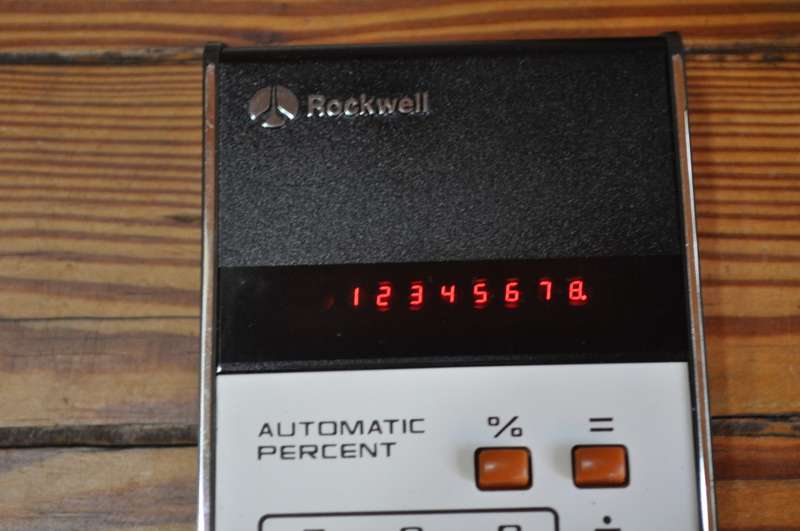 Rockwell
12345678.
AUTOMATIC
PERCENT
% =
÷